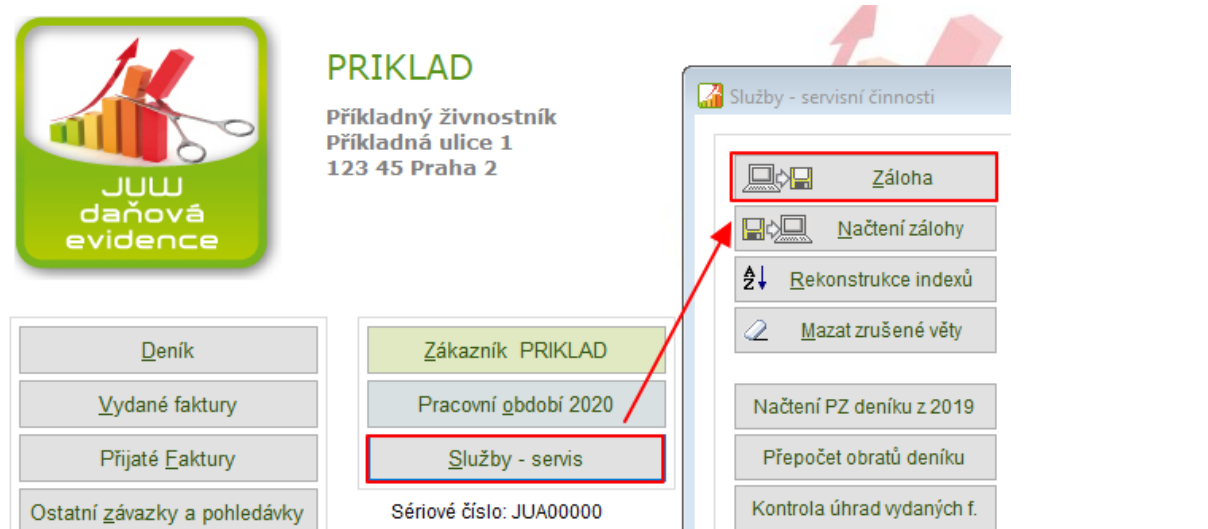 JUW
daňová
evidence
PRIKLAD
Příkladný živnostník
Příkladná ulice 1
123 45 Praha 2
Deník
Vydané faktury
Přijaté Faktury
Ostatní závazky a pohledávky
Zákazník PRIKLAD
Pracovní období 2020
Služby - servis
Sériové číslo: JUA00000
Služby - servisní činnosti
Záloha
Načtení zálohy
Rekonstrukce indexů
Mazat zrušené věty
Načtení PZ deníku z 2019
Přepočet obratů deníku
Kontrola úhrad vydaných f.